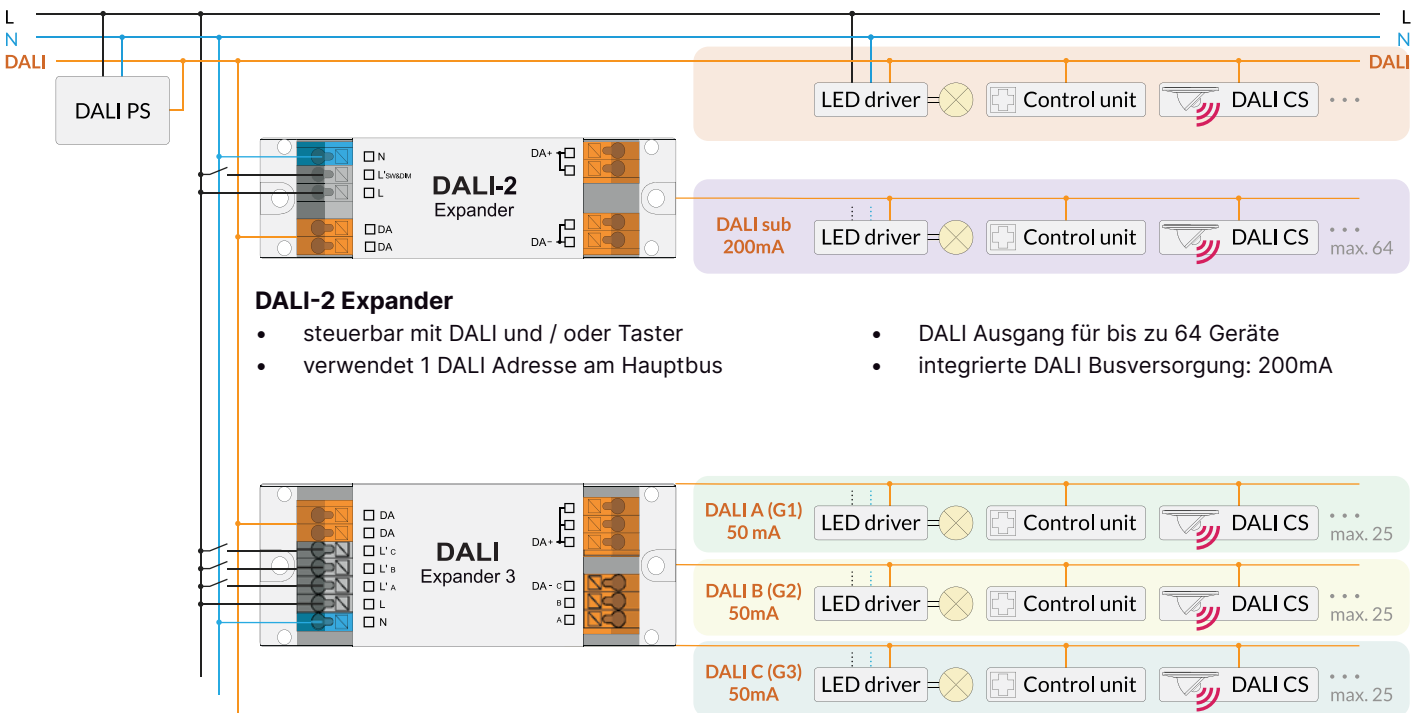 L L
N N
DALI DALI
DALI PS
LED driver Control unit DALI CS ...
N
L'SW&DIM
L
DA
DA
DALI-2
Expander
DA+
DA-
DALI sub
200mA
LED driver Control unit DALI CS ...
max. 64
DALI-2 Expander
• steuerbar mit DALI und / oder Taster
• verwendet 1 DALI Adresse am Hauptbus
• DALI Ausgang für bis zu 64 Geräte
• integrierte DALI Busversorgung: 200mA
DA
DA
L' C
L' B
L' A
L
N
DALI
Expander 3
DA+
DA- C
B
A
DALI A (G1)
50 mA
LED driver Control unit DALI CS ...
max. 25
DALI B (G2)
50mA
LED driver Control unit DALI CS ...
max. 25
DALI C (G3)
50mA
LED driver Control unit DALI CS ...
max. 25